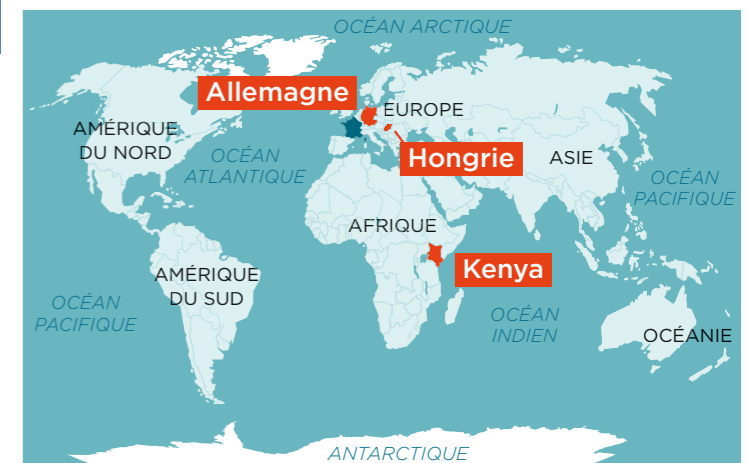 OCÉAN ARCTIQUE
Allemagne
EUROPE
AMÉRIQUE
DU NORD
OCÉAN
ATLANTIQUE
Hongrie
ASIE
OCÉAN
PACIFIQUE
AFRIQUE
Kenya
AMÉRIQUE
DU SUD
OCÉAN
PACIFIQUE
OCÉAN
INDIEN
OCÉANIE
ANTARCTIQUE